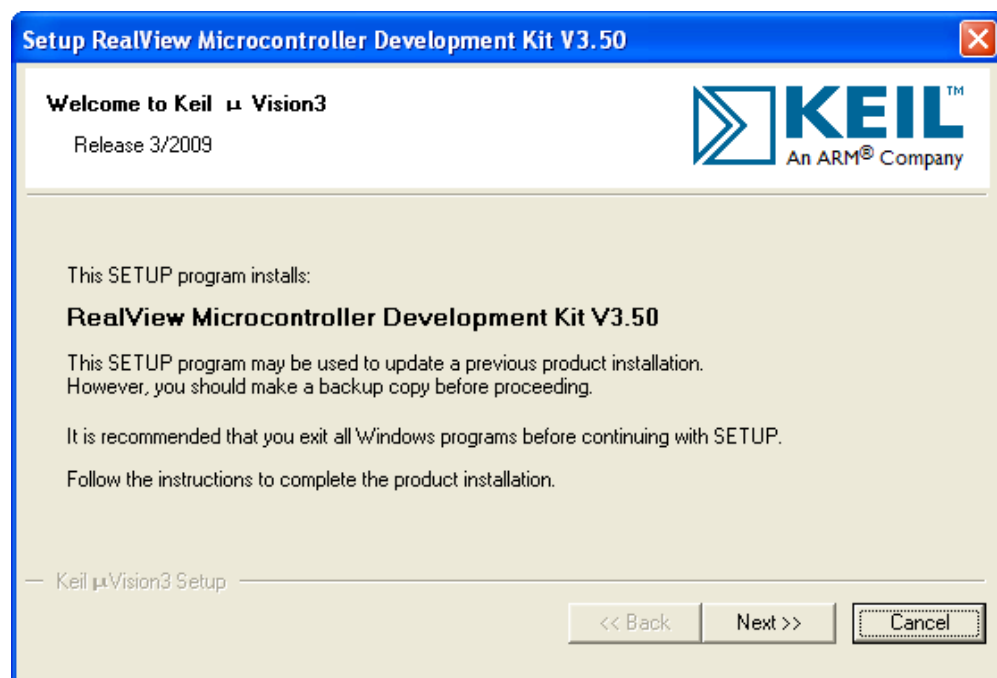 Setup RealView Microcontroller Development Kit V3.50
Welcome to Keil μ Vision3
Release 3/2009
KEIL™
An ARM® Company
This SETUP program installs:
RealView Microcontroller Development Kit V3.50
This SETUP program may be used to update a previous product installation.
However, you should make a backup copy before proceeding.
It is recommended that you exit all Windows programs before continuing with SETUP.
Follow the instructions to complete the product installation.
Keil μVision3 Setup
<< Back Next >> Cancel